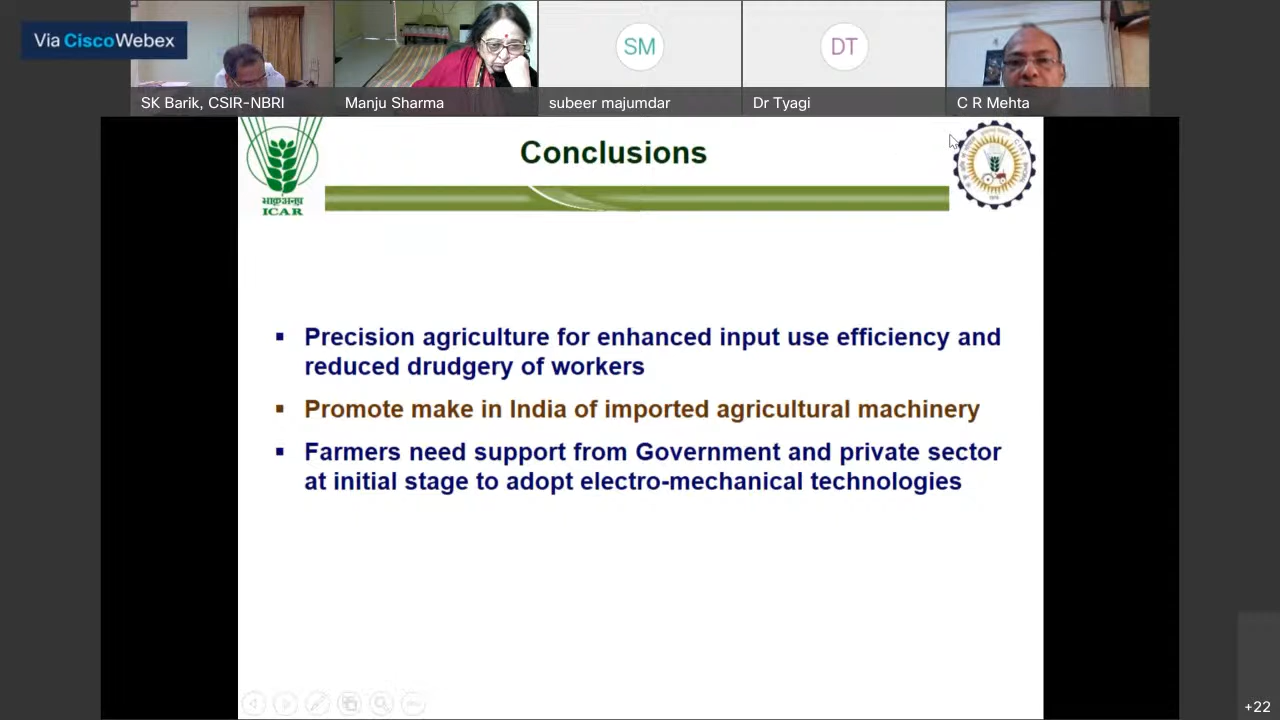 Via CiscoWebex
SM
DT
SK Barik, CSIR-NBRI
Manju Sharma
subeer majumdar
Dr Tyagi
C R Mehta
भाकृअनुप
ICAR
Conclusions
▪ Precision agriculture for enhanced input use efficiency and
reduced drudgery of workers
▪ Promote make in India of imported agricultural machinery
▪ Farmers need support from Government and private sector
at initial stage to adopt electro-mechanical technologies
+22